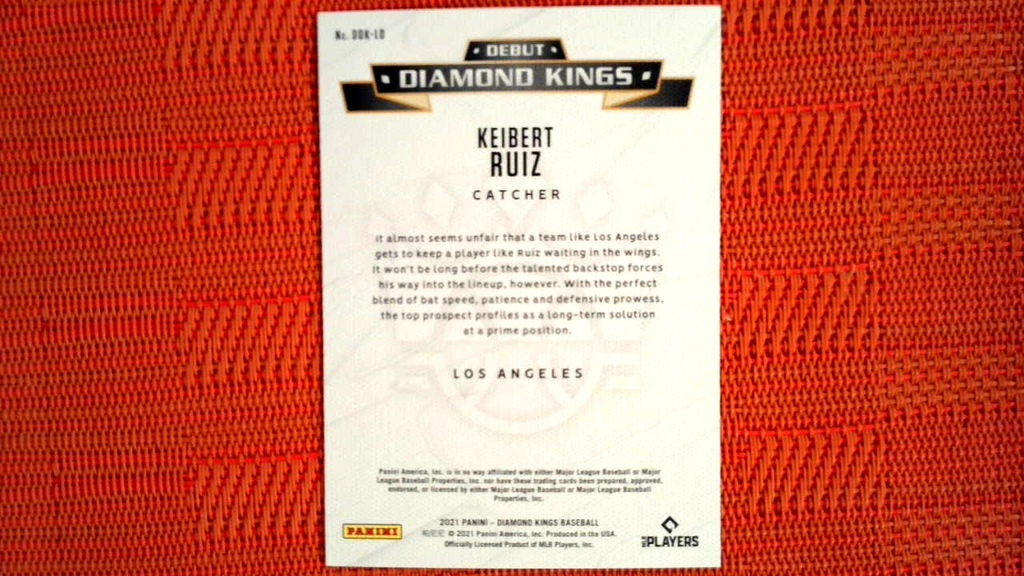 No. DDK-LD
DEBUT
DIAMOND KINGS
KEIBERT
RUIZ
CATCHER
It almost seems unfair that a team like Los Angeles
gets to keep a player like Ruiz waiting in the wings.
It won't be long before the talented backstop forces
his way into the lineup, however. With the perfect
blend of bat speed, patience and defensive prowess,
the top prospect profiles as a long-term solution
at a prime position.
LOS ANGELES
Panini America, Inc. is in no way affiliated with either Major League Baseball or Major
League Baseball Properties, Inc. nor have these trading cards been prepared, approved,
endorsed, or licensed by either Major League Baseball or Major League Baseball
Properties, Inc.
PANINI
2021 PANINI – DIAMOND KINGS BASEBALL
© 2021 Panini America, Inc. Produced in the USA.
Officially Licensed Product of MLB Players, Inc.
PLAYERS